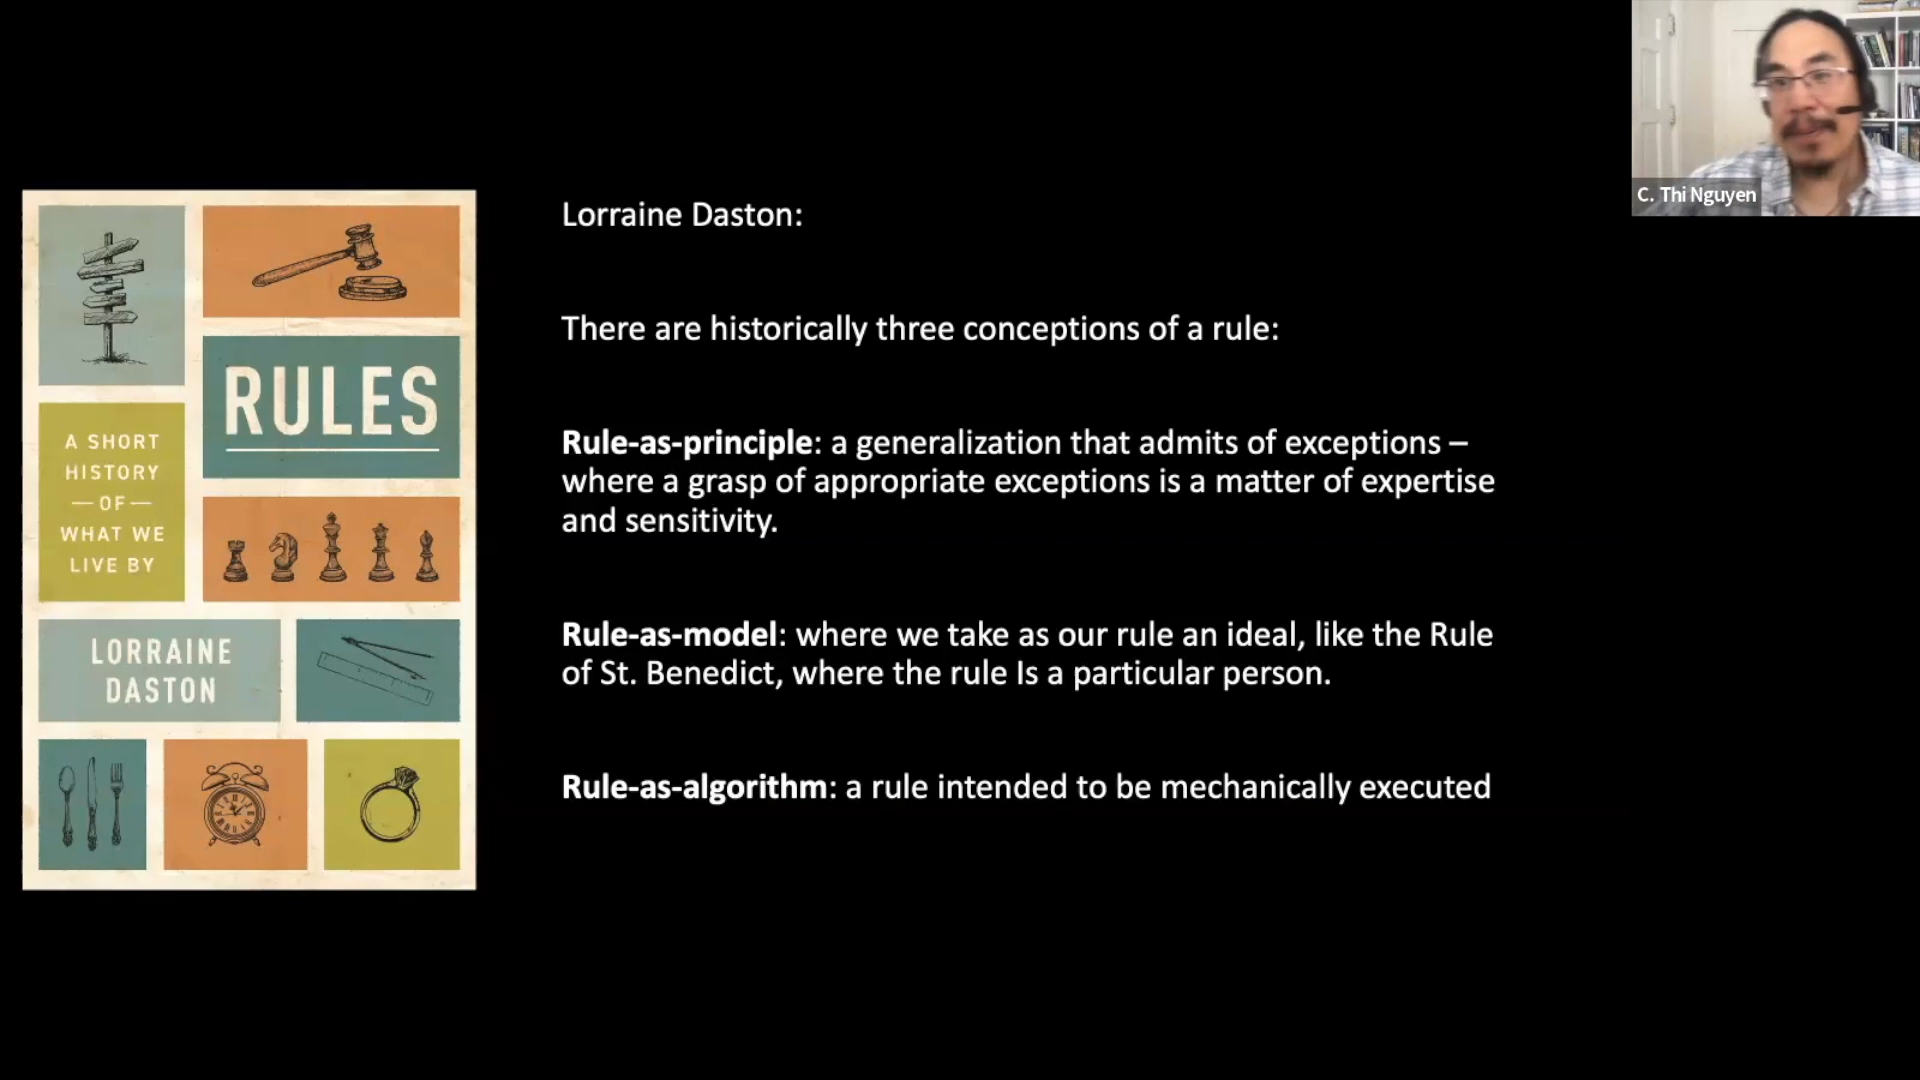 RULES
A SHORT
HISTORY
— OF —
WHAT WE
LIVE BY
LORRAINE
DASTON
Lorraine Daston:
There are historically three conceptions of a rule:
Rule-as-principle: a generalization that admits of exceptions –
where a grasp of appropriate exceptions is a matter of expertise
and sensitivity.
Rule-as-model: where we take as our rule an ideal, like the Rule
of St. Benedict, where the rule Is a particular person.
Rule-as-algorithm: a rule intended to be mechanically executed
C. Thi Nguyen